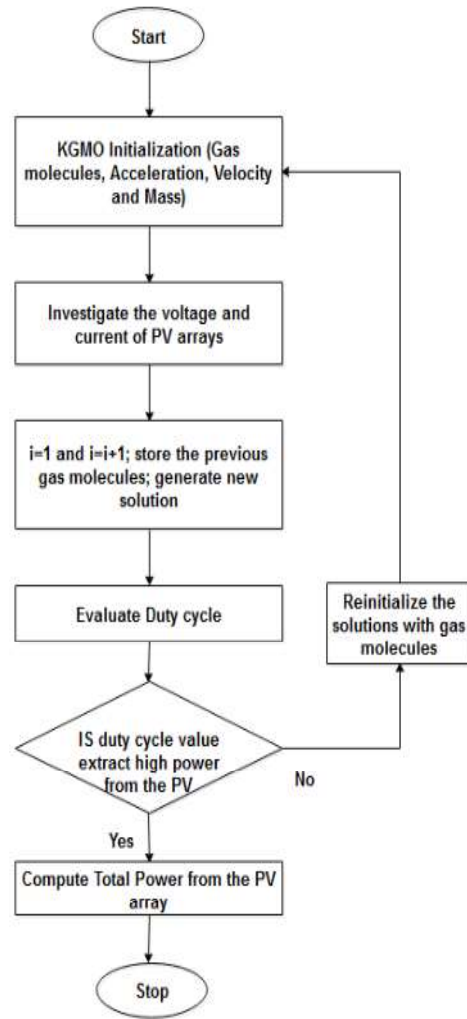 Start
KGMO Initialization (Gas
molecules, Acceleration, Velocity
and Mass)
Investigate the voltage and
current of PV arrays
i=1 and i=i+1; store the previous
gas molecules; generate new
solution
Evaluate Duty cycle
Reinitialize the
solutions with gas
molecules
IS duty cycle value
extract high power
from the PV
No
Yes
Compute Total Power from the PV
array
Stop